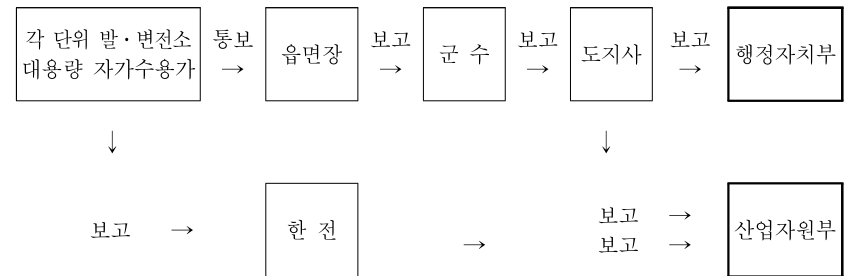 각 단위 발·변전소 통보 읍면장 보고 군 수 보고 도지사 보고 행정자치부
대용량 자가수용가 → → → →
↓ ↓
보고 → 한 전 → 보고 → 산업자원부
보고 →